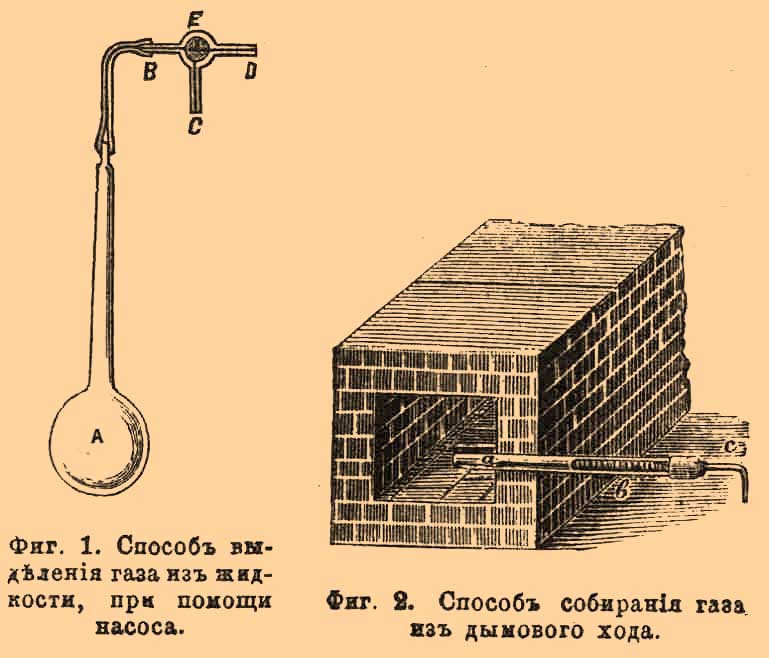 E
B
D
C
A
a
b
c
Фиг. 1. Способъ вы-
дѣленія газа изъ жид-
кости, при помощи
насоса.
Фиг. 2. Способъ собиранія газа
изъ дымового хода.